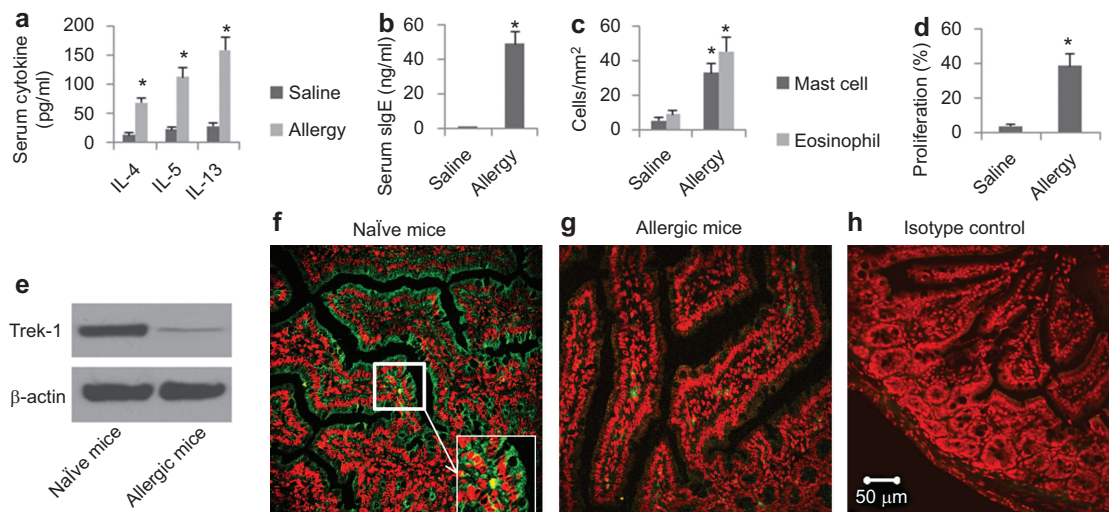 a
Serum cytokine
(pg/ml)
200
150
100
50
0
*
*
*
IL-4
IL-5
IL-13
Saline
Allergy
b
Serum sIgE (ng/ml)
60
40
20
0
*
Saline
Allergy
c
Cells/mm²
60
40
20
0
*
*
Saline
Allergy
Mast cell
Eosinophil
d
Proliferation (%)
60
40
20
0
*
Saline
Allergy
e
Trek-1
β-actin
NaÏve mice
Allergic mice
f
NaÏve mice
g
Allergic mice
h
Isotype control
50 μm